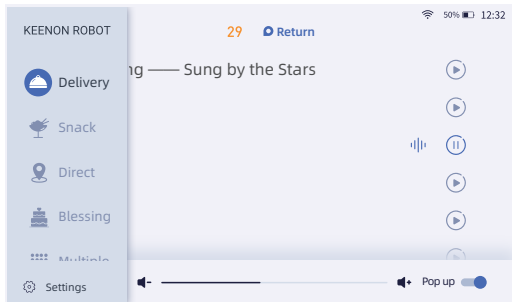 50% 12:32
KEENON ROBOT
29 Return
Delivery
ng —— Sung by the Stars
Snack
Direct
Blessing
Multiple
Settings
Pop up